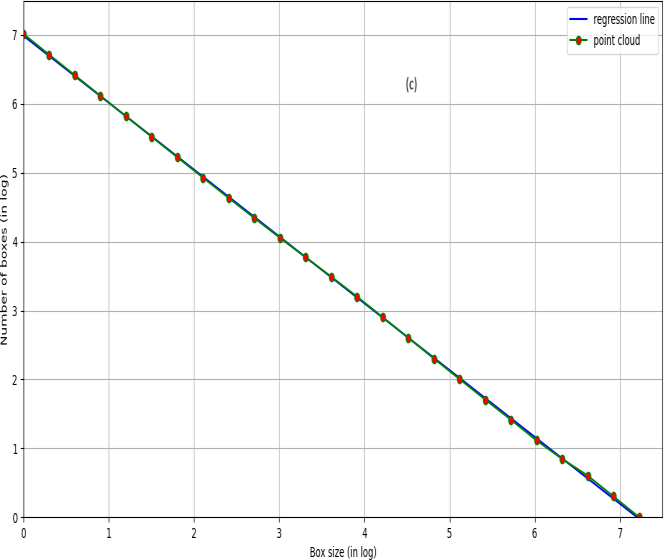 regression line
point cloud
(c)
Number of boxes (in log)
7
6
5
4
3
2
1
0
0 1 2 3 4 5 6 7
Box size (in log)